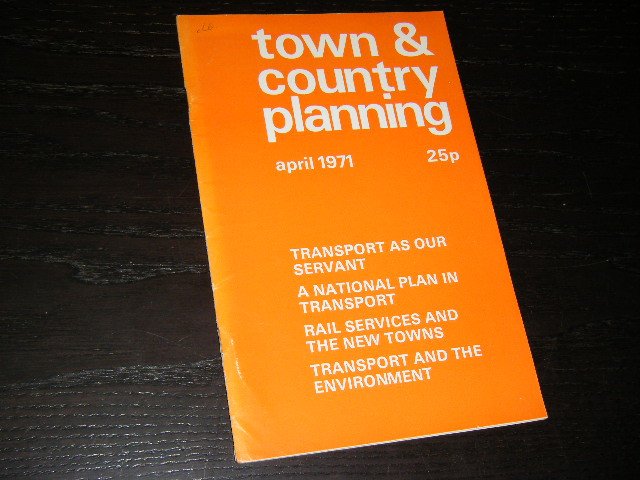 town &
country
planning
april 1971 25p
TRANSPORT AS OUR
SERVANT
A NATIONAL PLAN IN
TRANSPORT
RAIL SERVICES AND
THE NEW TOWNS
TRANSPORT AND THE
ENVIRONMENT